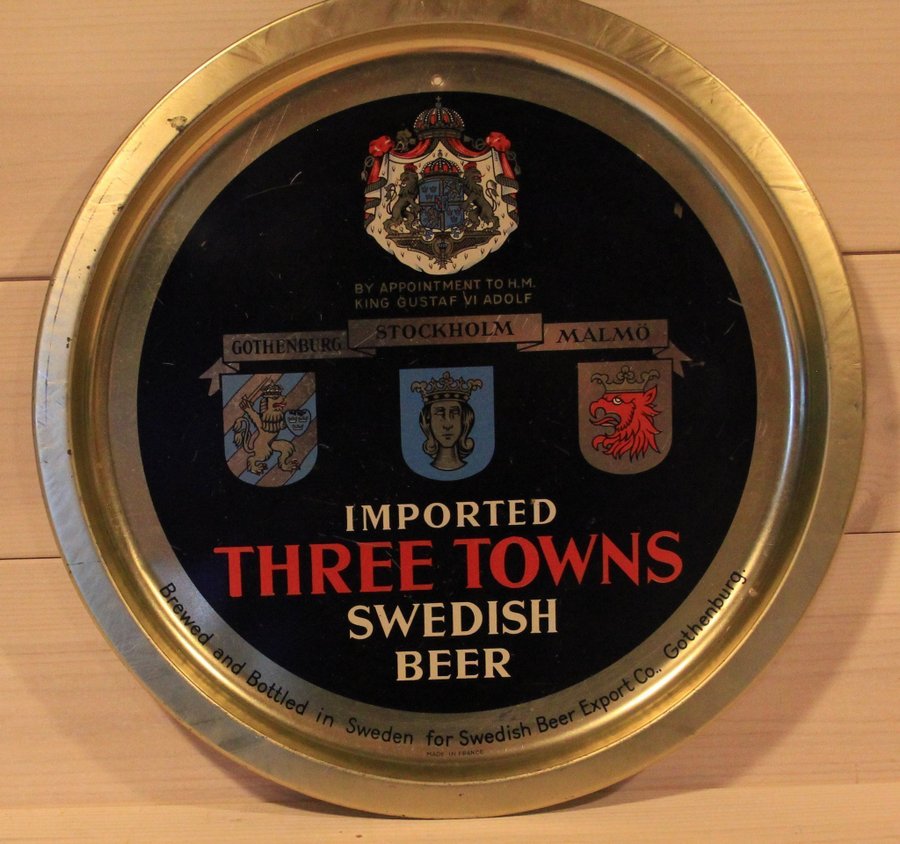 BY APPOINTMENT TO H.M.
KING GUSTAF VI ADOLF
GOTHENBURG STOCKHOLM MALMÖ
IMPORTED
THREE TOWNS
SWEDISH
BEER
Brewed and Bottled in Sweden for Swedish Beer Export Co., Gothenburg.
MADE IN FRANCE